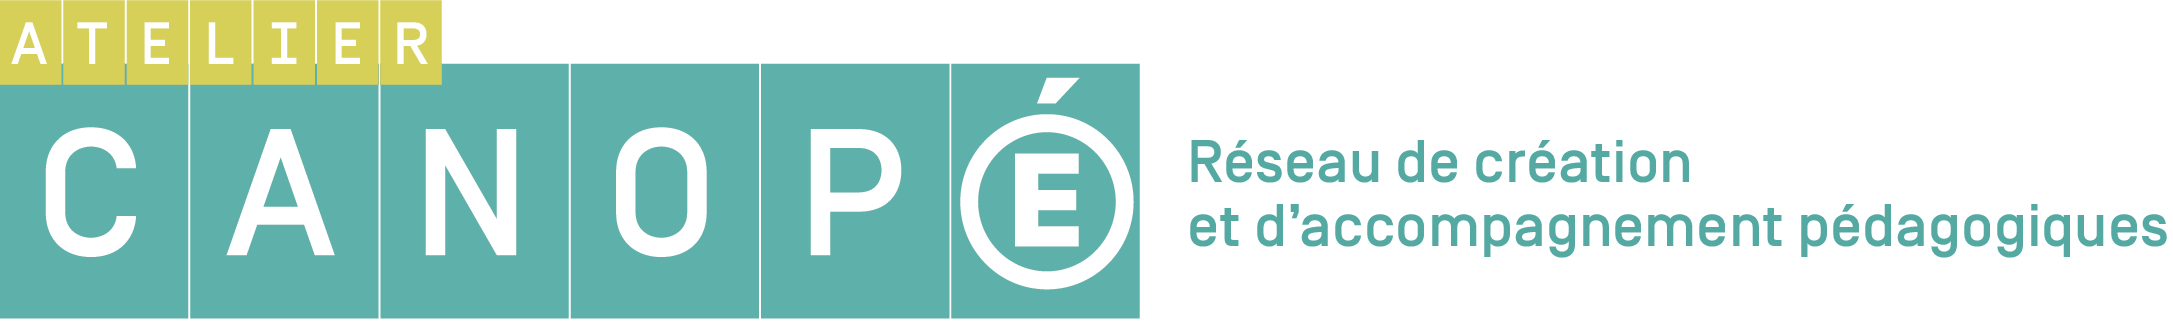 ATELIER
CANOPÉ
Réseau de création
et d’accompagnement pédagogiques